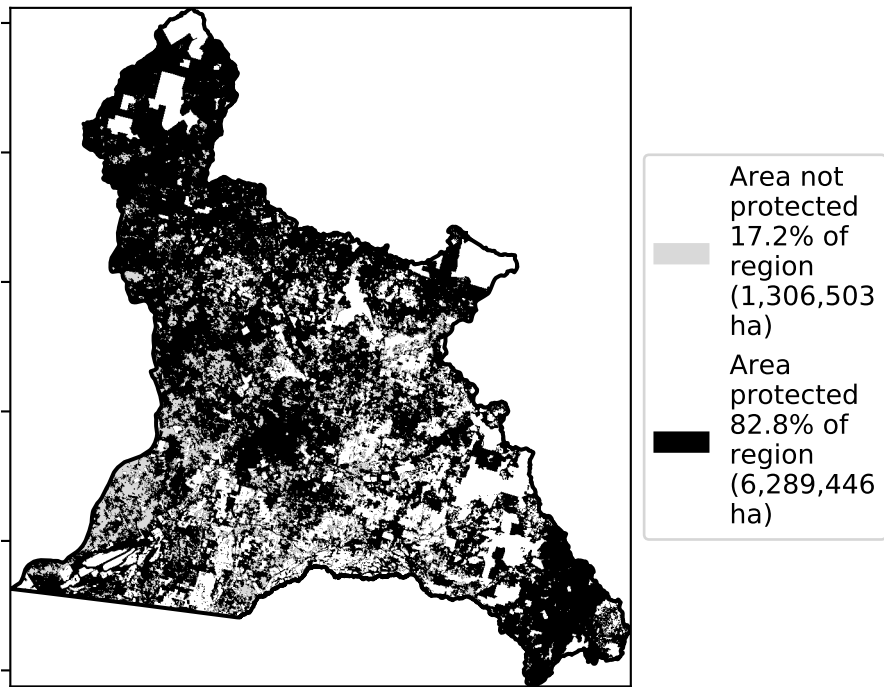 Area not
protected
17.2% of
region
(1,306,503
ha)
Area
protected
82.8% of
region
(6,289,446
ha)